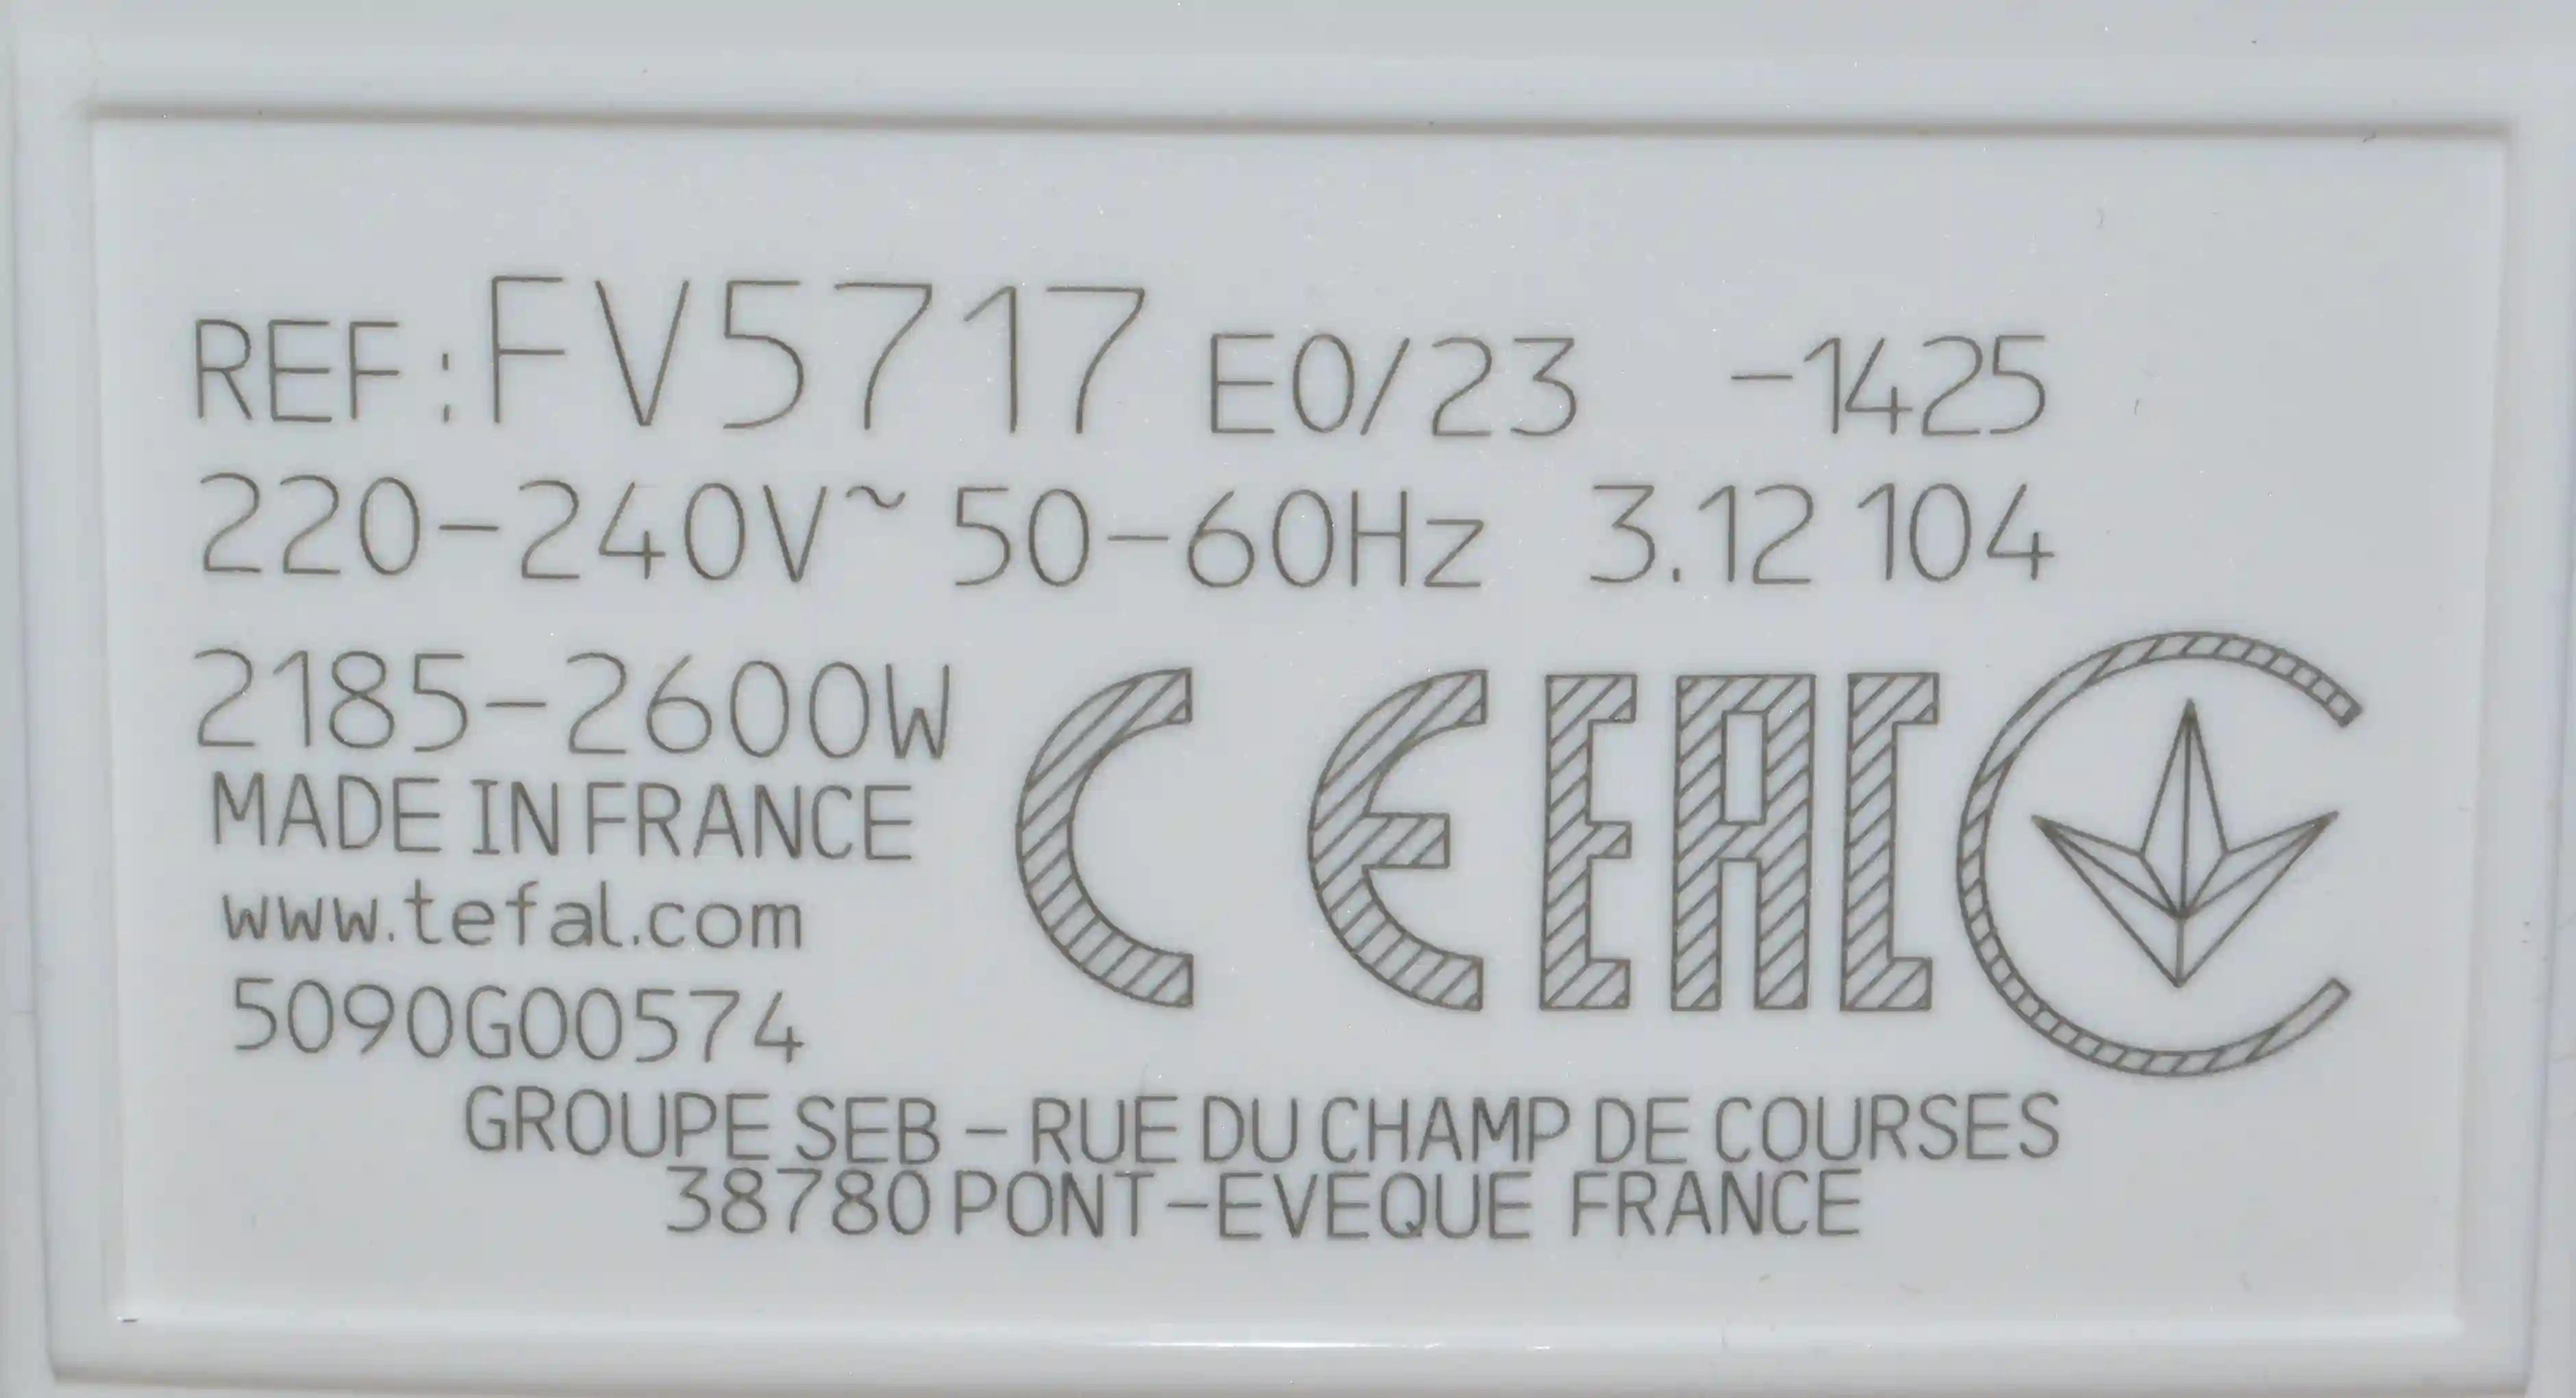 REF:FV5717 E0/23 -1425
220-240V~ 50-60Hz 3.12 104
2185-2600W
CE EAC
MADE IN FRANCE
www.tefal.com
5090G00574
GROUPE SEB - RUE DU CHAMP DE COURSES
38780 PONT-EVEQUE FRANCE